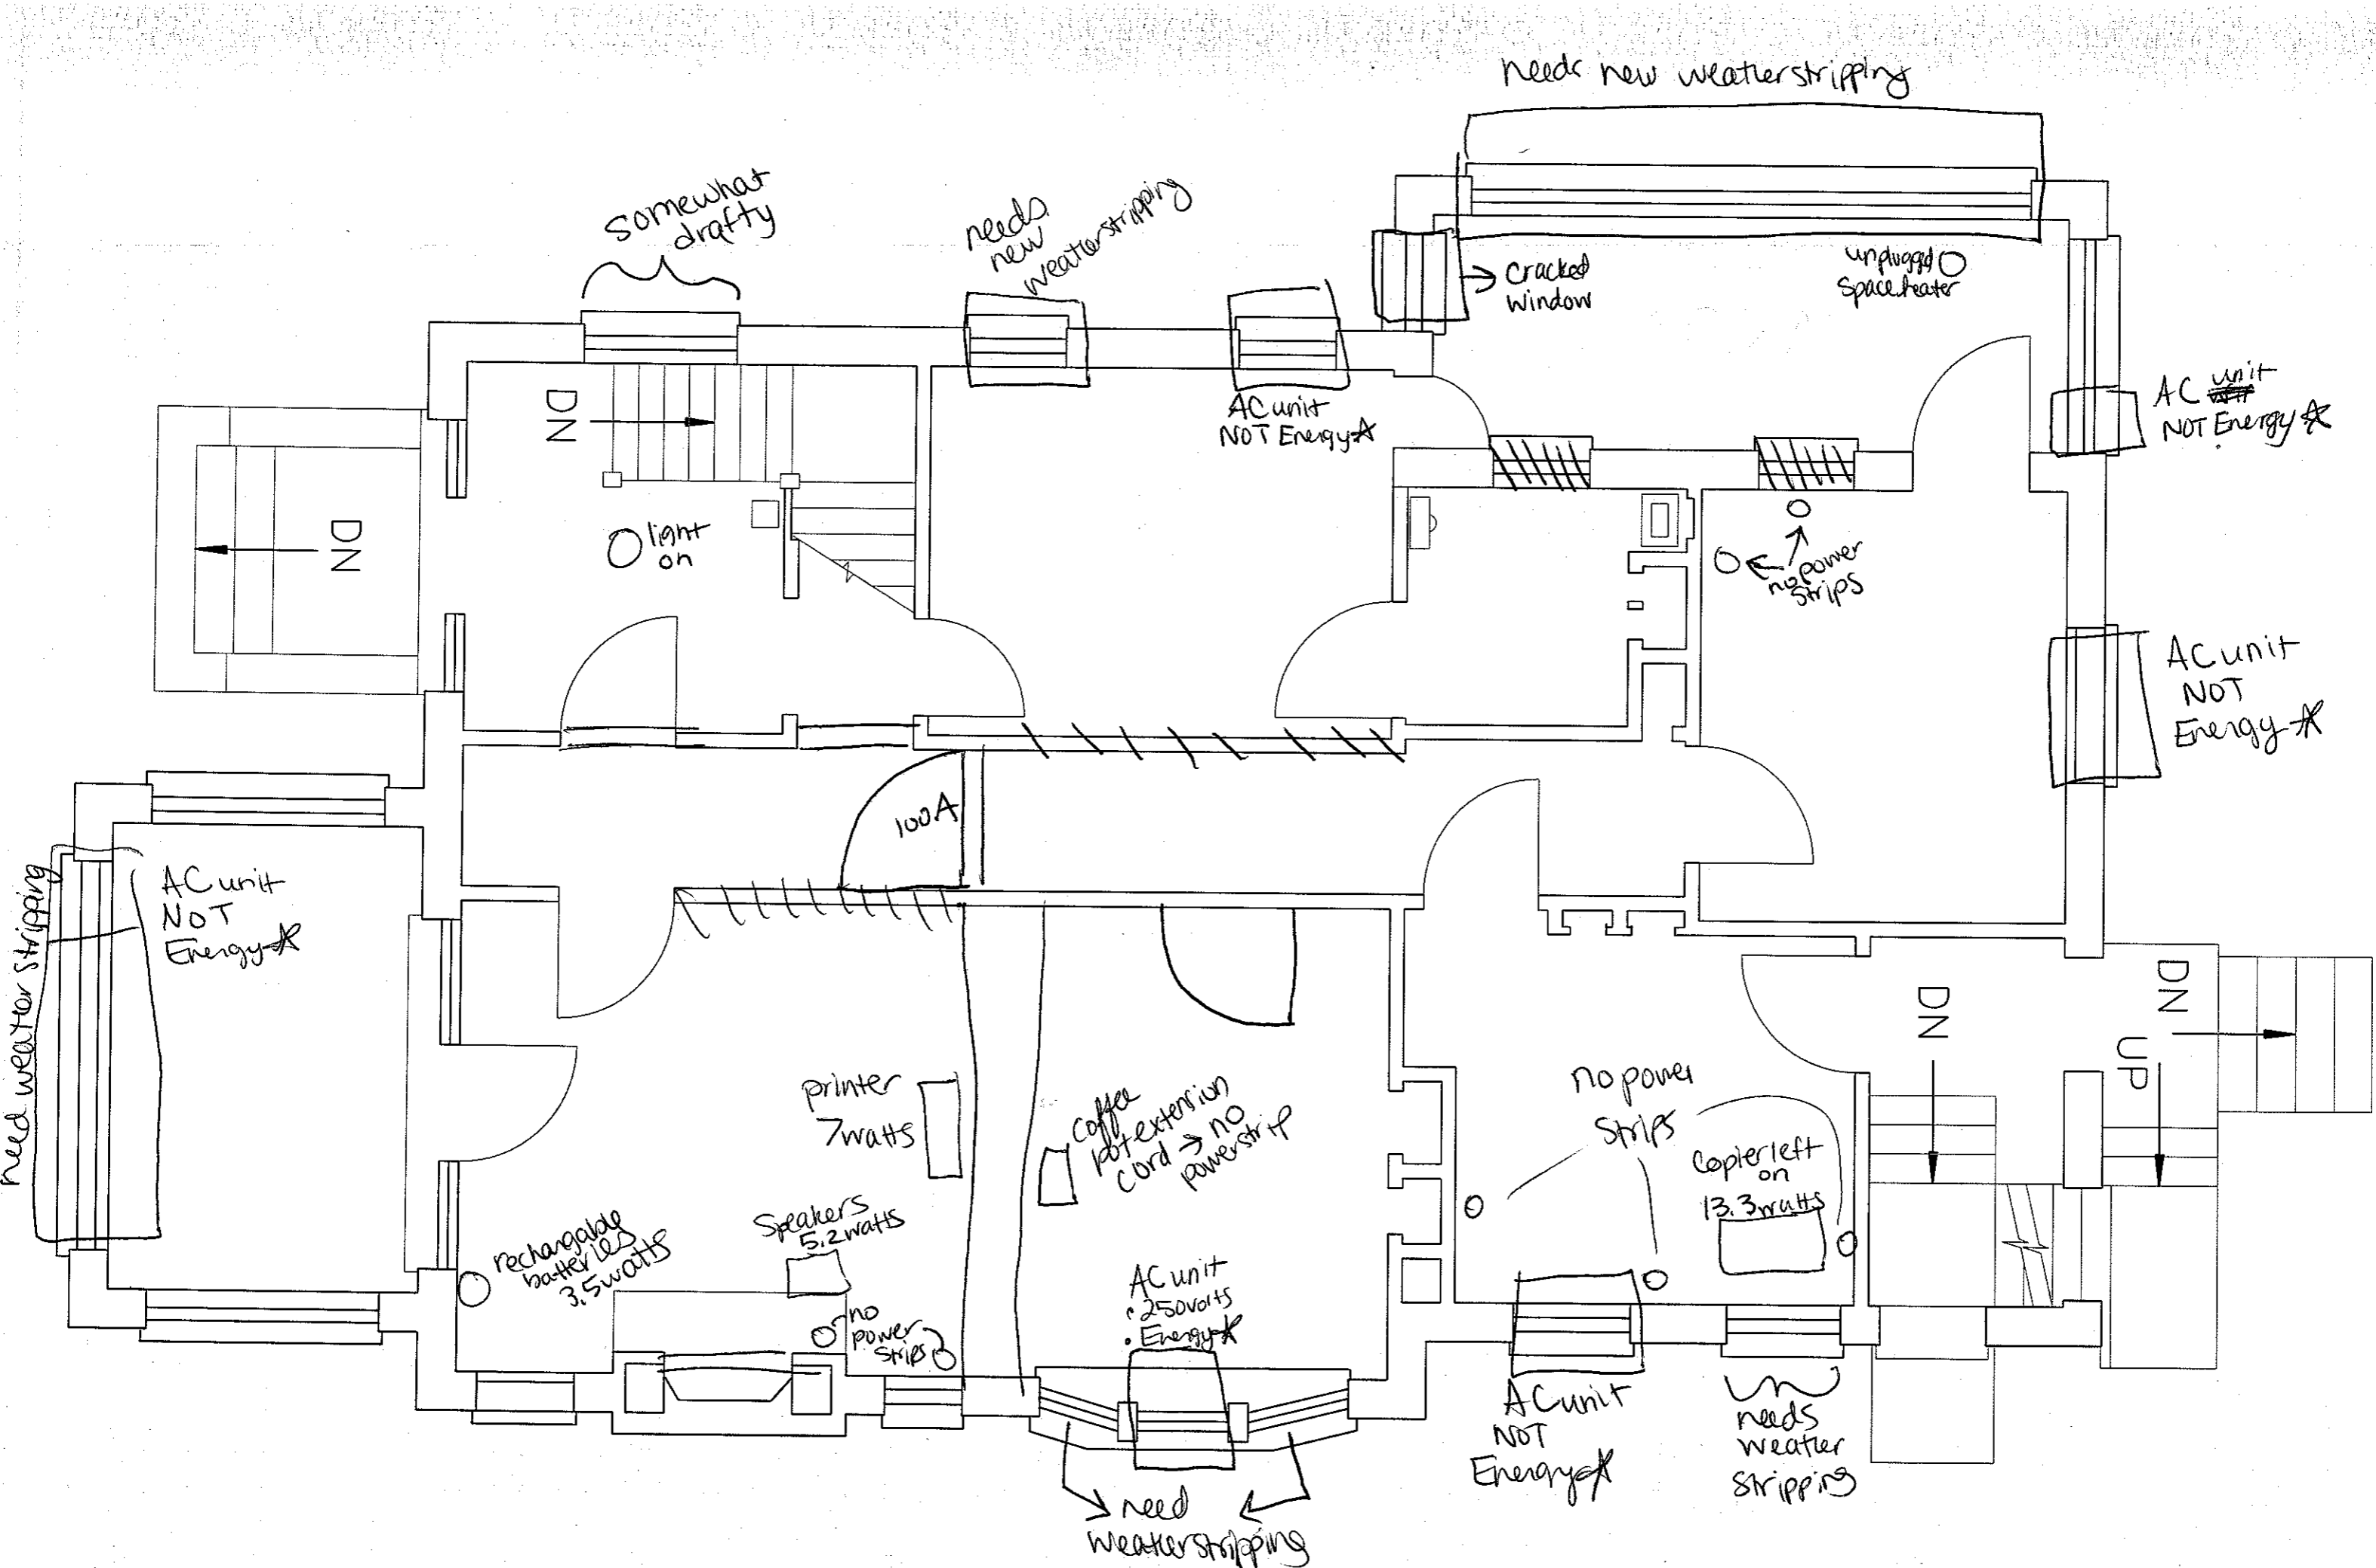 needs new weatherstripping
somewhat
drafty
needs
new
weatherstripping
Cracked
Window
unplugged
Space heater
AC unit
NOT Energy☆
AC unit
NOT Energy☆
DN
DN
light
on
no power
strips
AC unit
NOT
Energy☆
100A
need weather stripping
AC unit
NOT
Energy☆
DN
DN
UP
printer
7watts
Coffee
pot extension
cord → no
powerstrip
no power
strips
Copier left
on
13.3watts
Speakers
5.2watts
rechargable
batteries
3.5watts
no
power
strips
AC unit
• 250volts
• Energy☆
AC unit
NOT
Energy☆
needs
weather
stripping
need
weatherstripping